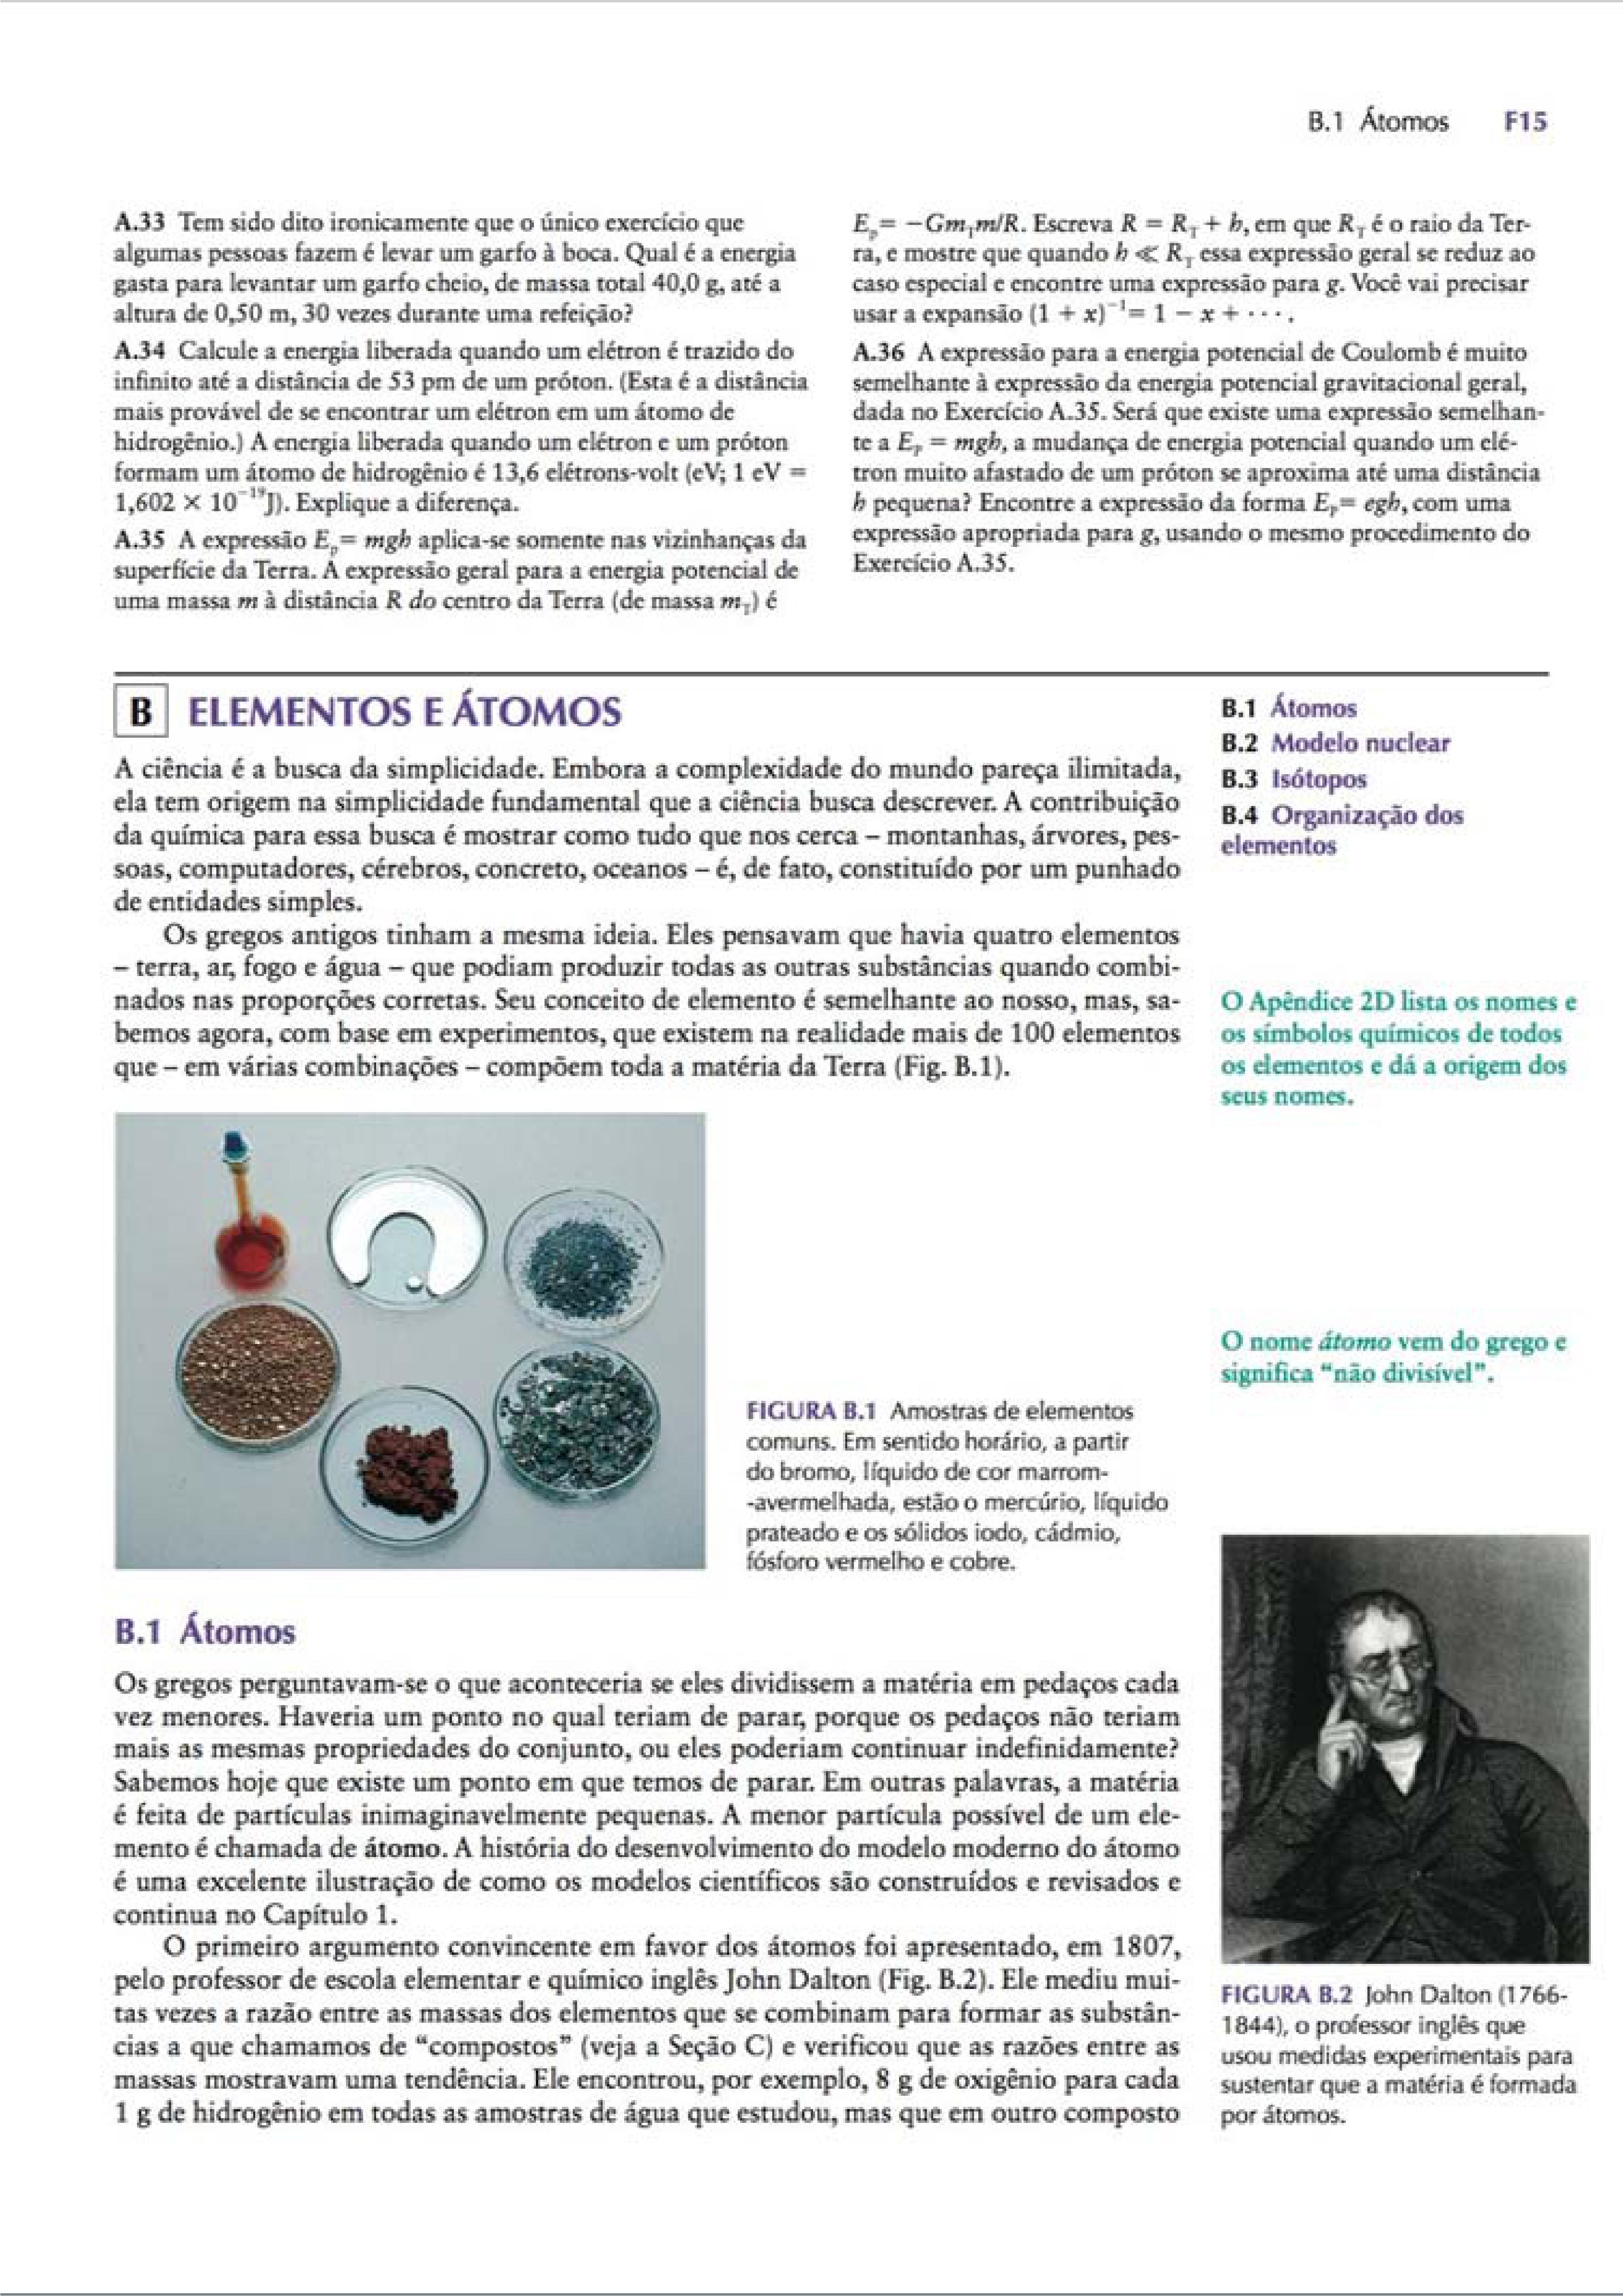 B.1 Átomos F15
A.33 Tem sido dito ironicamente que o único exercício que
algumas pessoas fazem é levar um garfo à boca. Qual é a energia
gasta para levantar um garfo cheio, de massa total 40,0 g, até a
altura de 0,50 m, 30 vezes durante uma refeição?
A.34 Calcule a energia liberada quando um elétron é trazido do
infinito até a distância de 53 pm de um próton. (Esta é a distância
mais provável de se encontrar um elétron em um átomo de
hidrogênio.) A energia liberada quando um elétron e um próton
formam um átomo de hidrogênio é 13,6 elétrons-volt (eV; 1 eV =
1,602 × 10⁻¹⁹J). Explique a diferença.
A.35 A expressão Eₚ= mgh aplica-se somente nas vizinhanças da
superfície da Terra. A expressão geral para a energia potencial de
uma massa m à distância R do centro da Terra (de massa m_T) é
Eₚ= −Gm_Tm/R. Escreva R = R_T + h, em que R_T é o raio da Ter-
ra, e mostre que quando h ≪ R_T essa expressão geral se reduz ao
caso especial e encontre uma expressão para g. Você vai precisar
usar a expansão (1 + x)⁻¹= 1 − x + · · · .
A.36 A expressão para a energia potencial de Coulomb é muito
semelhante à expressão da energia potencial gravitacional geral,
dada no Exercício A.35. Será que existe uma expressão semelhan-
te a Eₚ = mgh, a mudança de energia potencial quando um elé-
tron muito afastado de um próton se aproxima até uma distância
h pequena? Encontre a expressão da forma Eₚ= egh, com uma
expressão apropriada para g, usando o mesmo procedimento do
Exercício A.35.
B ELEMENTOS E ÁTOMOS
A ciência é a busca da simplicidade. Embora a complexidade do mundo pareça ilimitada,
ela tem origem na simplicidade fundamental que a ciência busca descrever. A contribuição
da química para essa busca é mostrar como tudo que nos cerca – montanhas, árvores, pes-
soas, computadores, cérebros, concreto, oceanos – é, de fato, constituído por um punhado
de entidades simples.
Os gregos antigos tinham a mesma ideia. Eles pensavam que havia quatro elementos
– terra, ar, fogo e água – que podiam produzir todas as outras substâncias quando combi-
nados nas proporções corretas. Seu conceito de elemento é semelhante ao nosso, mas, sa-
bemos agora, com base em experimentos, que existem na realidade mais de 100 elementos
que – em várias combinações – compõem toda a matéria da Terra (Fig. B.1).
B.1 Átomos
B.2 Modelo nuclear
B.3 Isótopos
B.4 Organização dos
elementos
O Apêndice 2D lista os nomes e
os símbolos químicos de todos
os elementos e dá a origem dos
seus nomes.
O nome átomo vem do grego e
significa “não divisível”.
FIGURA B.1 Amostras de elementos
comuns. Em sentido horário, a partir
do bromo, líquido de cor marrom-
-avermelhada, estão o mercúrio, líquido
prateado e os sólidos iodo, cádmio,
fósforo vermelho e cobre.
B.1 Átomos
Os gregos perguntavam-se o que aconteceria se eles dividissem a matéria em pedaços cada
vez menores. Haveria um ponto no qual teriam de parar, porque os pedaços não teriam
mais as mesmas propriedades do conjunto, ou eles poderiam continuar indefinidamente?
Sabemos hoje que existe um ponto em que temos de parar. Em outras palavras, a matéria
é feita de partículas inimaginavelmente pequenas. A menor partícula possível de um ele-
mento é chamada de átomo. A história do desenvolvimento do modelo moderno do átomo
é uma excelente ilustração de como os modelos científicos são construídos e revisados e
continua no Capítulo 1.
O primeiro argumento convincente em favor dos átomos foi apresentado, em 1807,
pelo professor de escola elementar e químico inglês John Dalton (Fig. B.2). Ele mediu mui-
tas vezes a razão entre as massas dos elementos que se combinam para formar as substân-
cias a que chamamos de “compostos” (veja a Seção C) e verificou que as razões entre as
massas mostravam uma tendência. Ele encontrou, por exemplo, 8 g de oxigênio para cada
1 g de hidrogênio em todas as amostras de água que estudou, mas que em outro composto
FIGURA B.2 John Dalton (1766-
1844), o professor inglês que
usou medidas experimentais para
sustentar que a matéria é formada
por átomos.